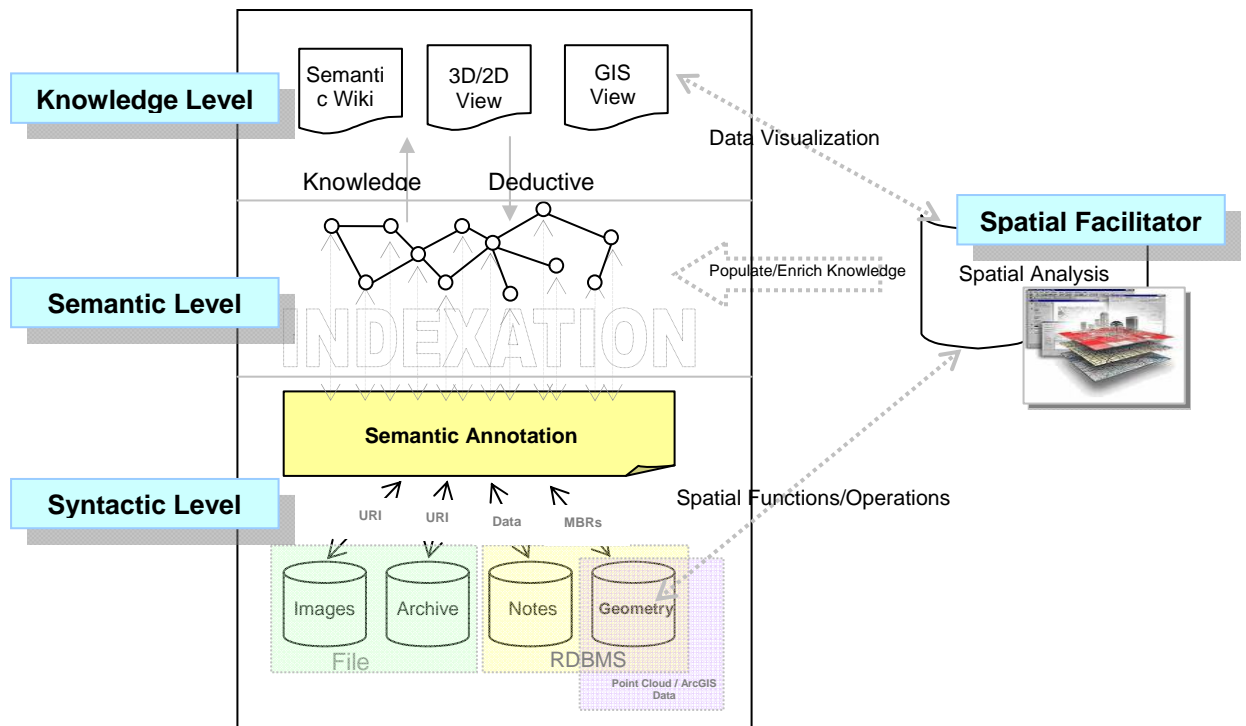 Semanti
c Wiki
3D/2D
View
GIS
View
Knowledge Level
Data Visualization
Knowledge
Deductive
Spatial Facilitator
Populate/Enrich Knowledge
Spatial Analysis
Semantic Level
INDEXATION
Semantic Annotation
Syntactic Level
Spatial Functions/Operations
URI
URI
Data
MBRs
Images
Archive
Notes
Geometry
File
RDBMS
Point Cloud / ArcGIS
Data